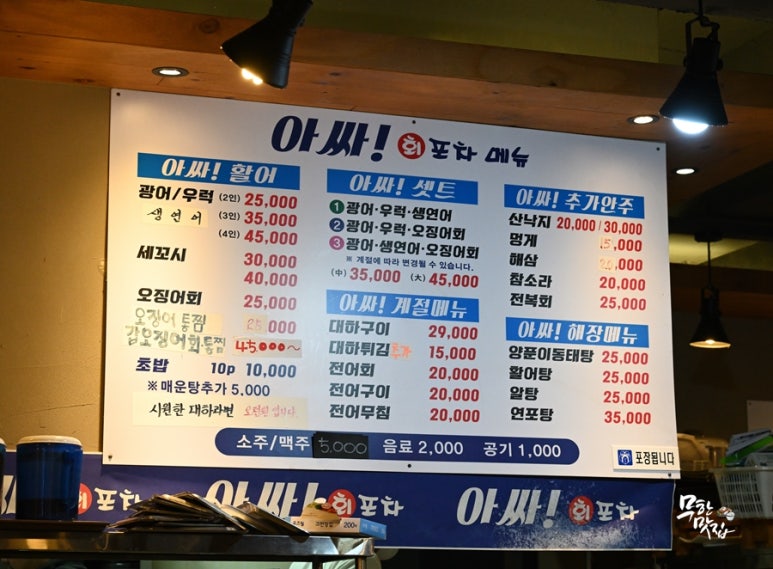 아싸! 회 포차 메뉴
아싸! 활어
광어/우럭 (2인) 25,000
생연어 (3인) 35,000
(4인) 45,000
세꼬시 30,000
40,000
오징어회 25,000
오징어 통찜 25,000
갑오징어회통찜 45000~
초밥 10p 10,000
※매운탕추가 5,000
시원한 대하라면
아싸! 셋트
1 광어·우럭·생연어
2 광어·우럭·오징어회
3 광어·생연어·오징어회
※ 계절에 따라 변경될 수 있습니다.
(中) 35,000 (大) 45,000
아싸! 계절메뉴
대하구이 29,000
대하튀김추가 15,000
전어회 20,000
전어구이 20,000
전어무침 20,000
아싸! 추가안주
산낙지 20,000 / 30,000
멍게 15,000
해삼 20,000
참소라 20,000
전복회 25,000
아싸! 해장메뉴
양푼이동태탕 25,000
활어탕 25,000
알탕 25,000
연포탕 35,000
소주/맥주 5,000 음료 2,000 공기 1,000
포장됩니다
아싸! 회 포차
아싸! 회 포차
무한맛집